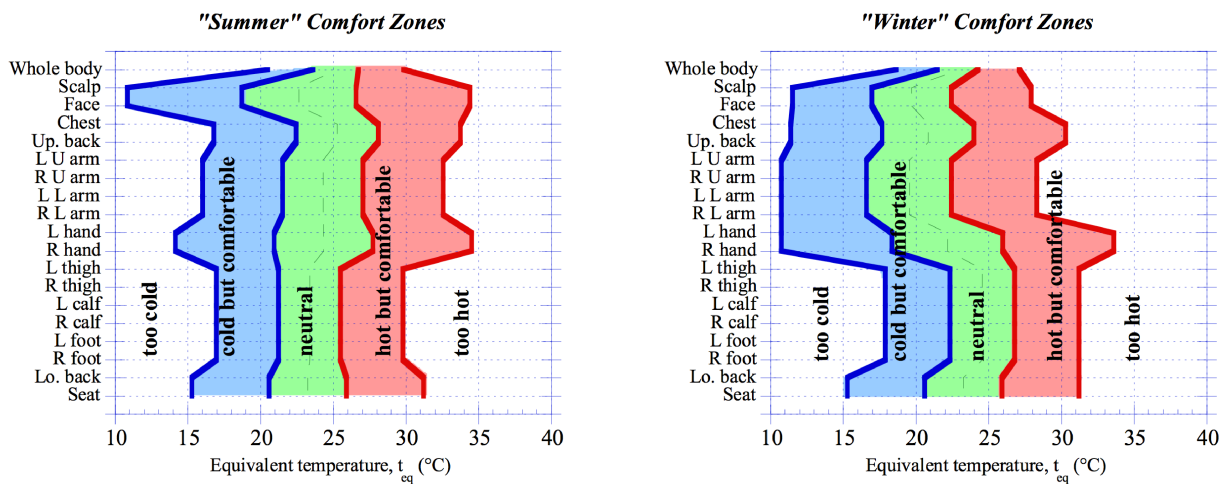 "Summer" Comfort Zones
Whole body
Scalp
Face
Chest
Up. back
L U arm
R U arm
L L arm
R L arm
L hand
R hand
L thigh
R thigh
L calf
R calf
L foot
R foot
Lo. back
Seat
too cold
cold but comfortable
neutral
hot but comfortable
too hot
10 15 20 25 30 35 40
Equivalent temperature, t_eq (°C)
"Winter" Comfort Zones
Whole body
Scalp
Face
Chest
Up. back
L U arm
R U arm
L L arm
R L arm
L hand
R hand
L thigh
R thigh
L calf
R calf
L foot
R foot
Lo. back
Seat
too cold
cold but comfortable
neutral
hot but comfortable
too hot
10 15 20 25 30 35 40
Equivalent temperature, t_eq (°C)